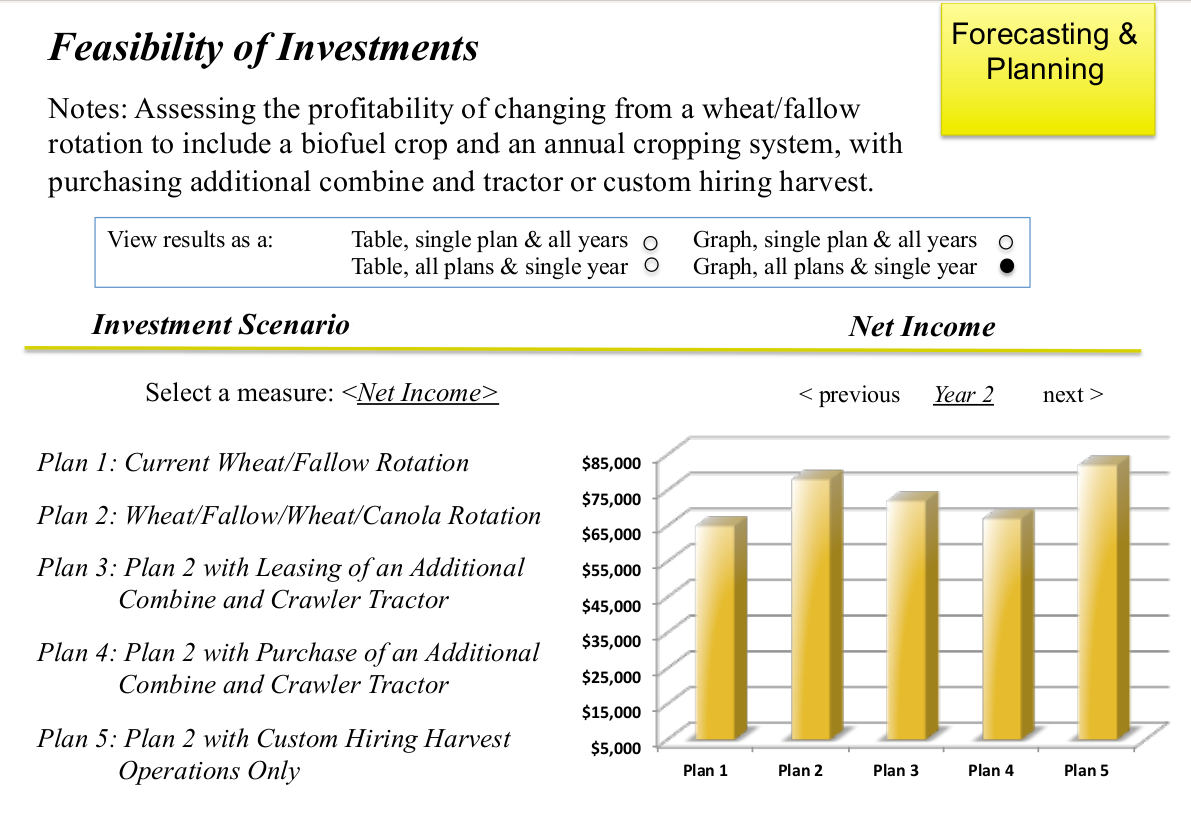 Feasibility of Investments
Forecasting &
Planning
Notes: Assessing the profitability of changing from a wheat/fallow
rotation to include a biofuel crop and an annual cropping system, with
purchasing additional combine and tractor or custom hiring harvest.
View results as a:
Table, single plan & all years
Graph, single plan & all years
Table, all plans & single year
Graph, all plans & single year
Investment Scenario
Net Income
Select a measure: <Net Income>
< previous Year 2 next >
Plan 1: Current Wheat/Fallow Rotation
Plan 2: Wheat/Fallow/Wheat/Canola Rotation
Plan 3: Plan 2 with Leasing of an Additional
Combine and Crawler Tractor
Plan 4: Plan 2 with Purchase of an Additional
Combine and Crawler Tractor
Plan 5: Plan 2 with Custom Hiring Harvest
Operations Only
$85,000
$75,000
$65,000
$55,000
$45,000
$35,000
$25,000
$15,000
$5,000
Plan 1 Plan 2 Plan 3 Plan 4 Plan 5